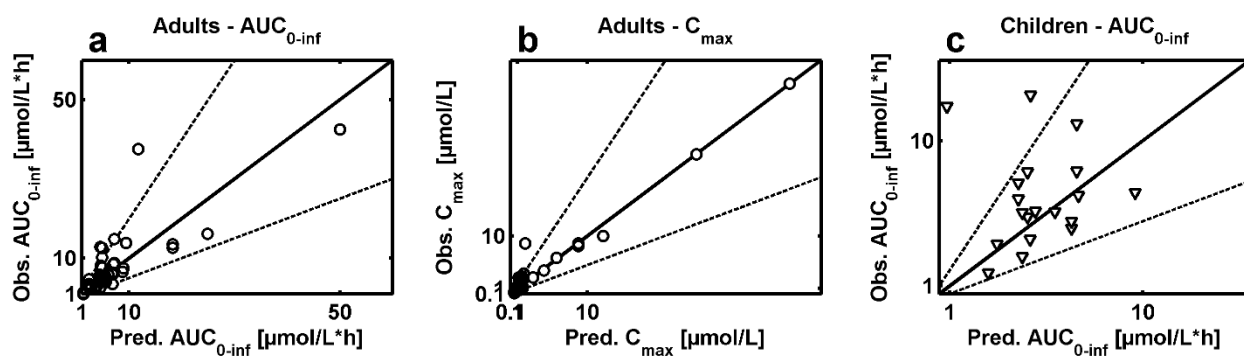 a
Adults - AUC0-inf
Obs. AUC0-inf [µmol/L*h]
50
10
1
1
10
50
Pred. AUC0-inf [µmol/L*h]
b
Adults - Cmax
Obs. Cmax [µmol/L]
10
0.1
0.1
10
Pred. Cmax [µmol/L]
c
Children - AUC0-inf
Obs. AUC0-inf [µmol/L*h]
10
1
1
10
Pred. AUC0-inf [µmol/L*h]